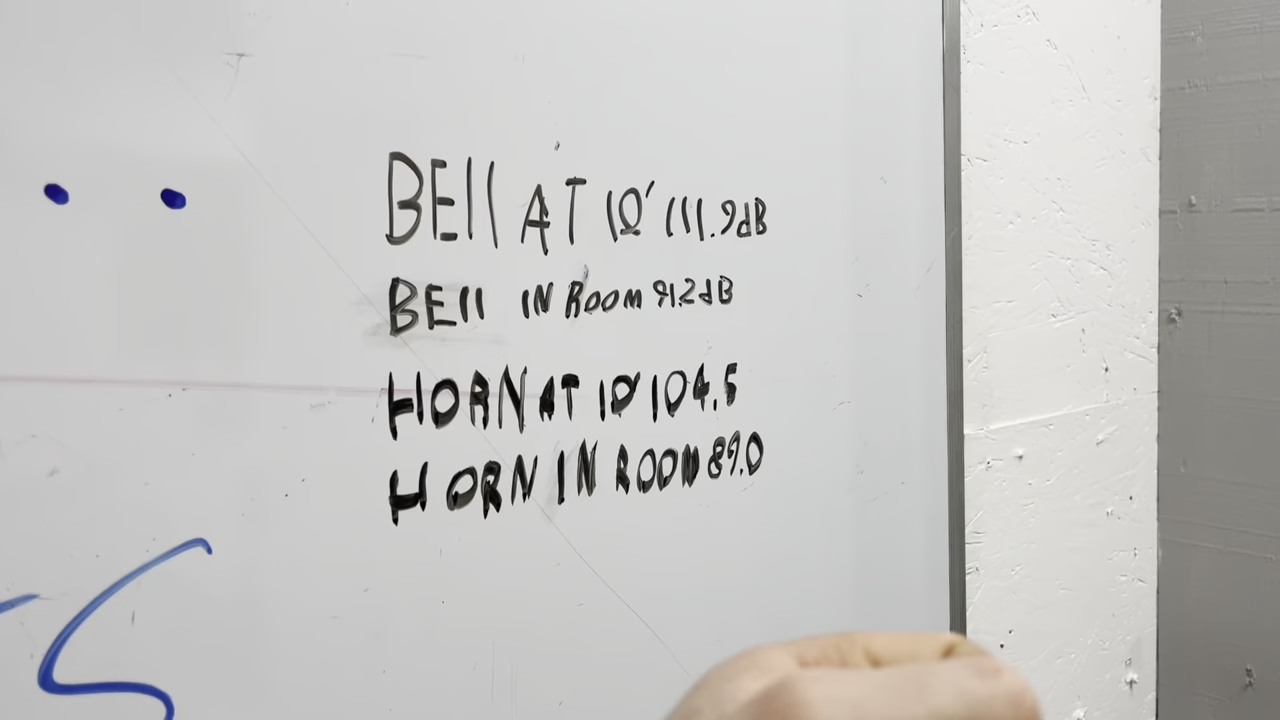 BEll AT 10' 111.9dB
BEll IN ROOM 91.2dB
HORN AT 10' 104.5
HORN IN ROOM 89.0